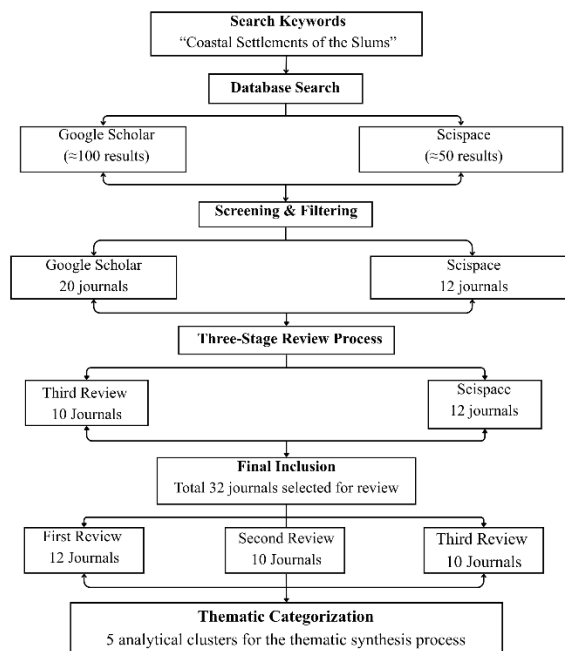 Search Keywords
“Coastal Settlements of the Slums”
Database Search
Google Scholar
(≈100 results)
Scispace
(≈50 results)
Screening & Filtering
Google Scholar
20 journals
Scispace
12 journals
Three-Stage Review Process
Third Review
10 Journals
Scispace
12 journals
Final Inclusion
Total 32 journals selected for review
First Review
12 Journals
Second Review
10 Journals
Third Review
10 Journals
Thematic Categorization
5 analytical clusters for the thematic synthesis process